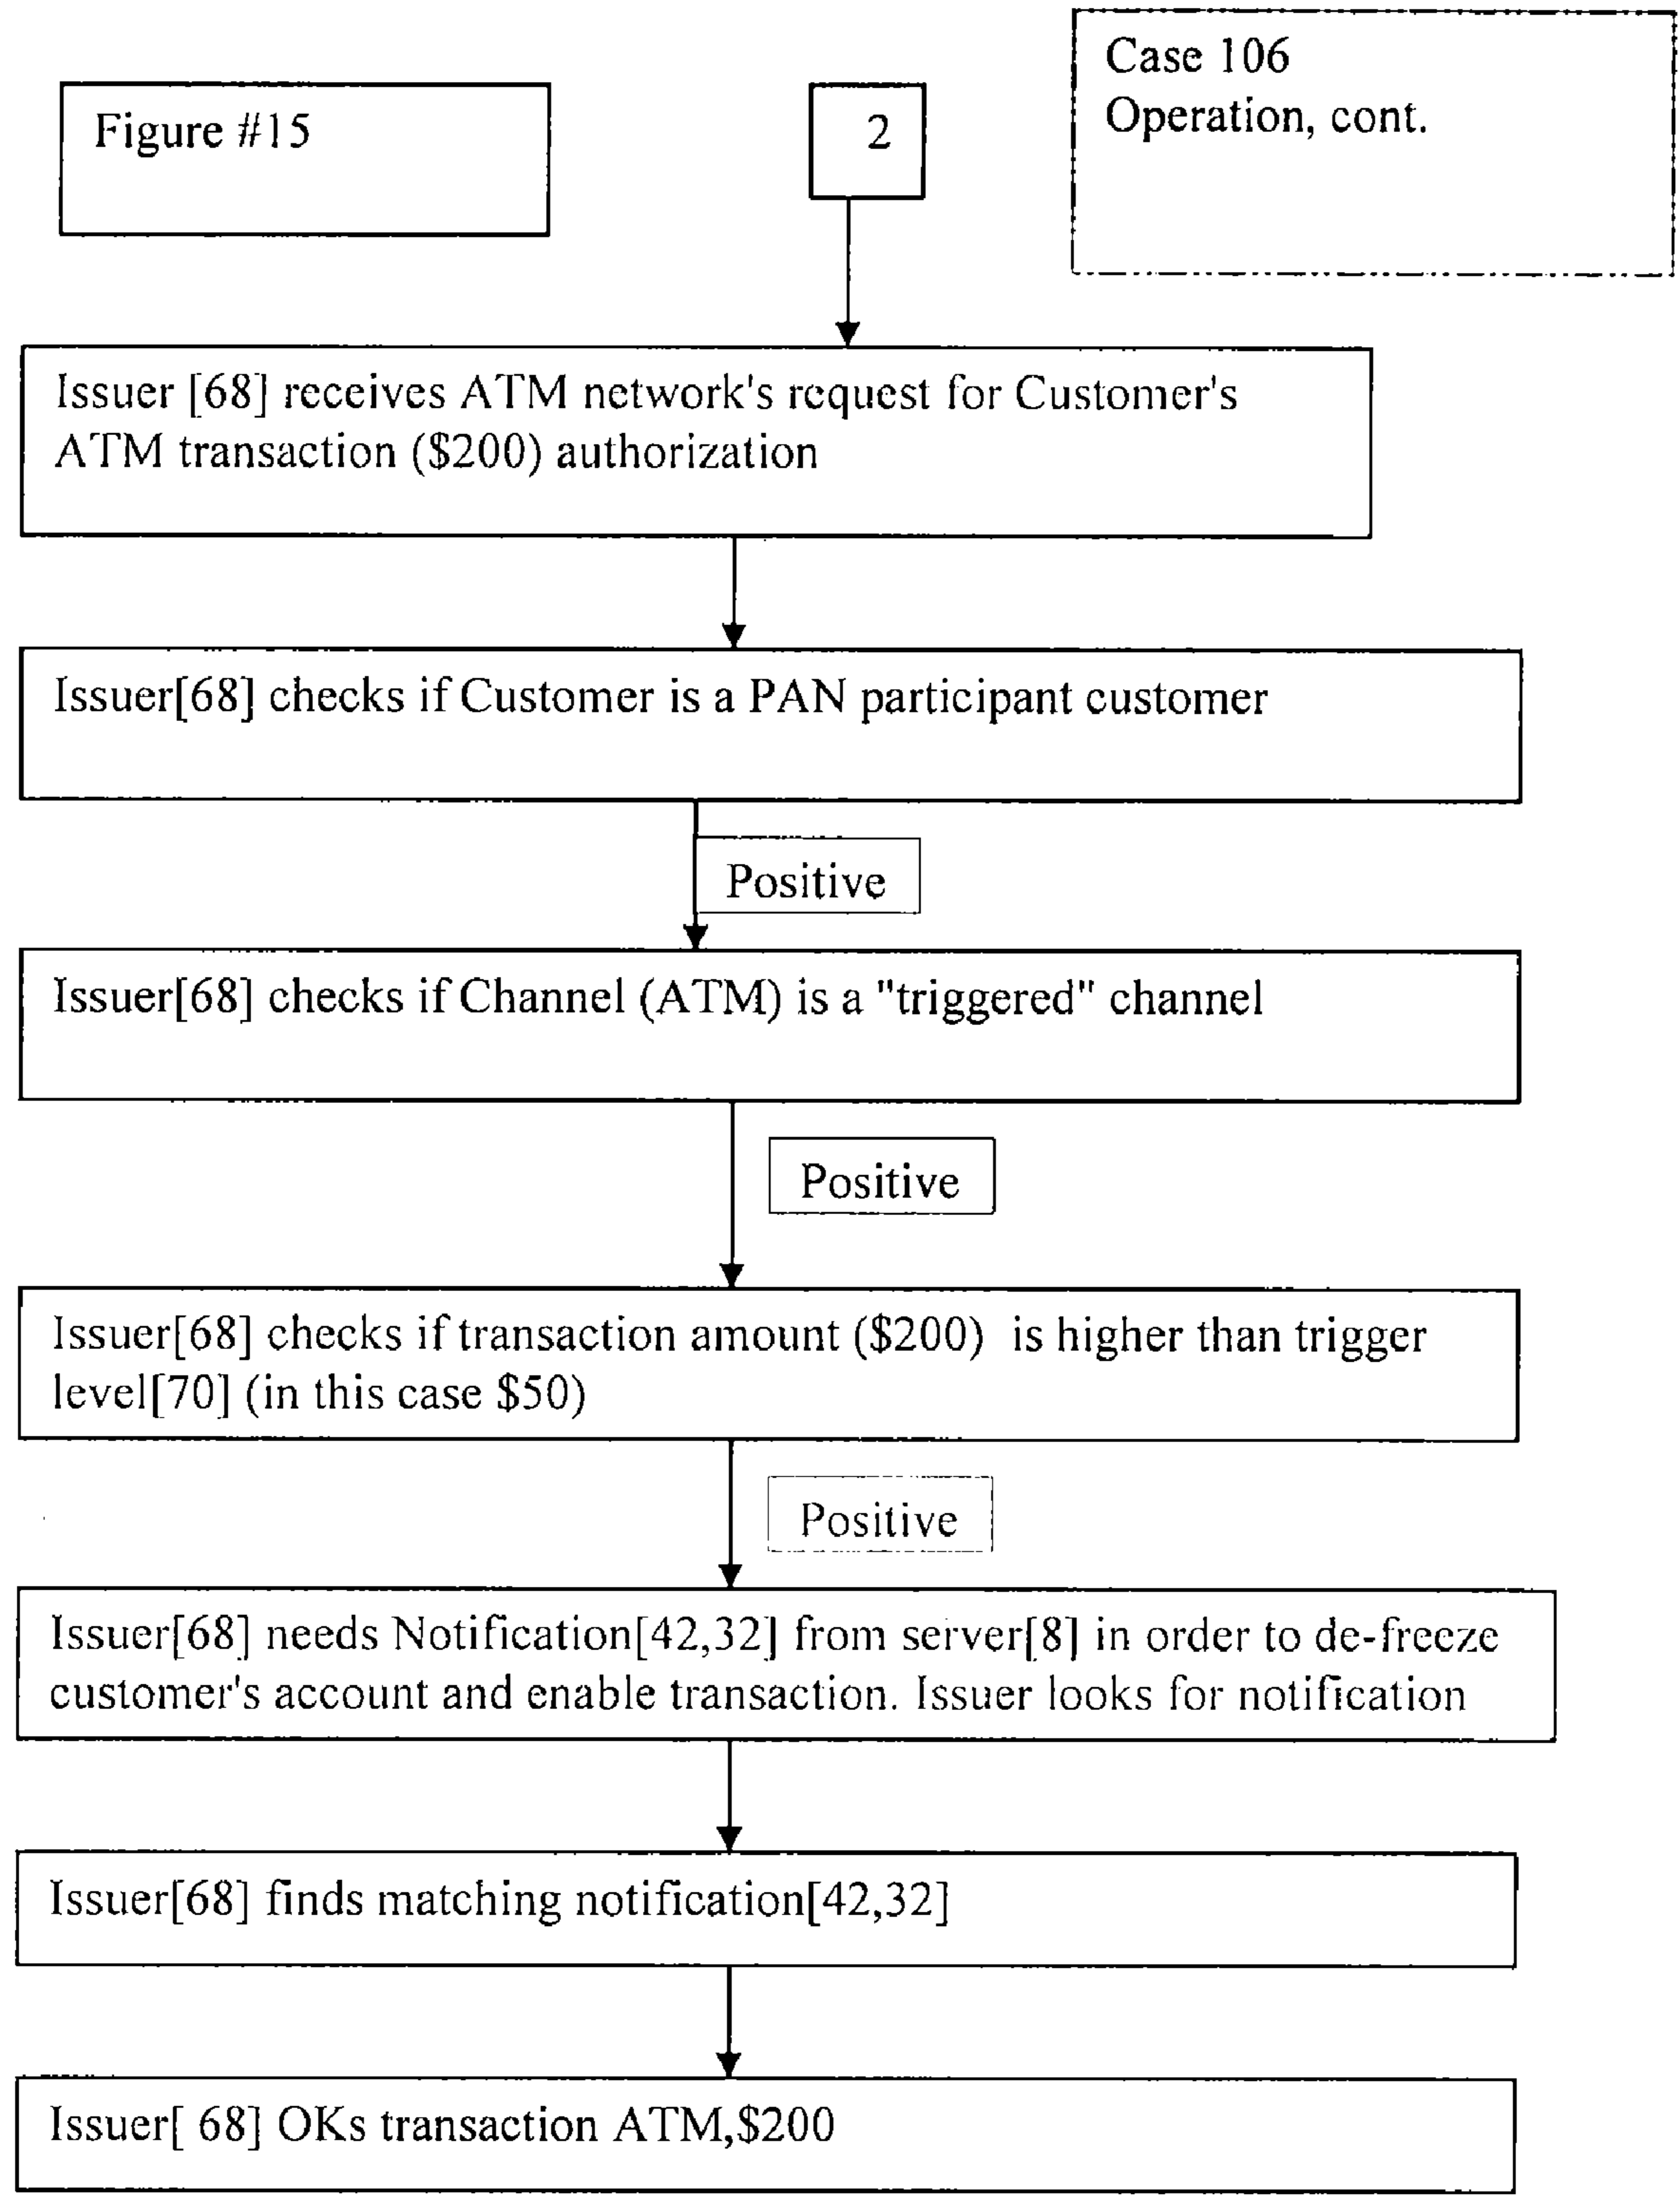 Figure #15
2
Case 106
Operation, cont.
Issuer [68] receives ATM network's request for Customer's
ATM transaction ($200) authorization
Issuer[68] checks if Customer is a PAN participant customer
Positive
Issuer[68] checks if Channel (ATM) is a "triggered" channel
Positive
Issuer[68] checks if transaction amount ($200)  is higher than trigger
level[70] (in this case $50)
Positive
Issuer[68] needs Notification[42,32] from server[8] in order to de-freeze
customer's account and enable transaction. Issuer looks for notification
Issuer[68] finds matching notification[42,32]
Issuer[ 68] OKs transaction ATM,$200